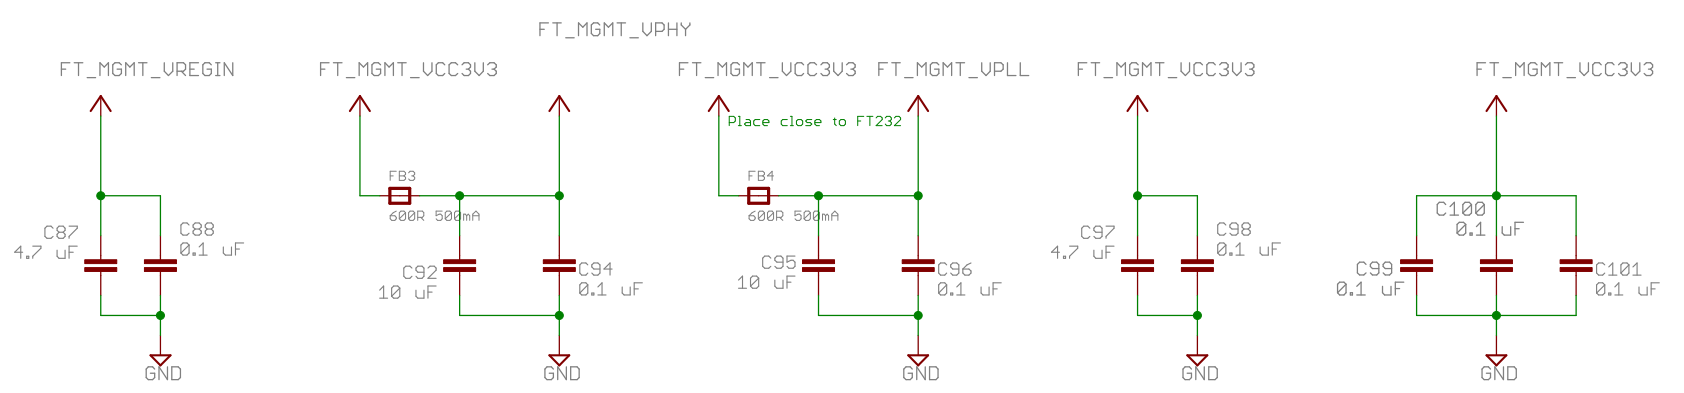 FT_MGMT_VPHY
FT_MGMT_VREGIN
FT_MGMT_VCC3V3
FT_MGMT_VCC3V3
FT_MGMT_VPLL
FT_MGMT_VCC3V3
FT_MGMT_VCC3V3
Place close to FT232
FB3
600R 500mA
FB4
600R 500mA
C87
4.7 uF
C88
0.1 uF
C92
10 uF
C94
0.1 uF
C95
10 uF
C96
0.1 uF
C97
4.7 uF
C98
0.1 uF
C99
0.1 uF
C100
0.1 uF
C101
0.1 uF
GND
GND
GND
GND
GND